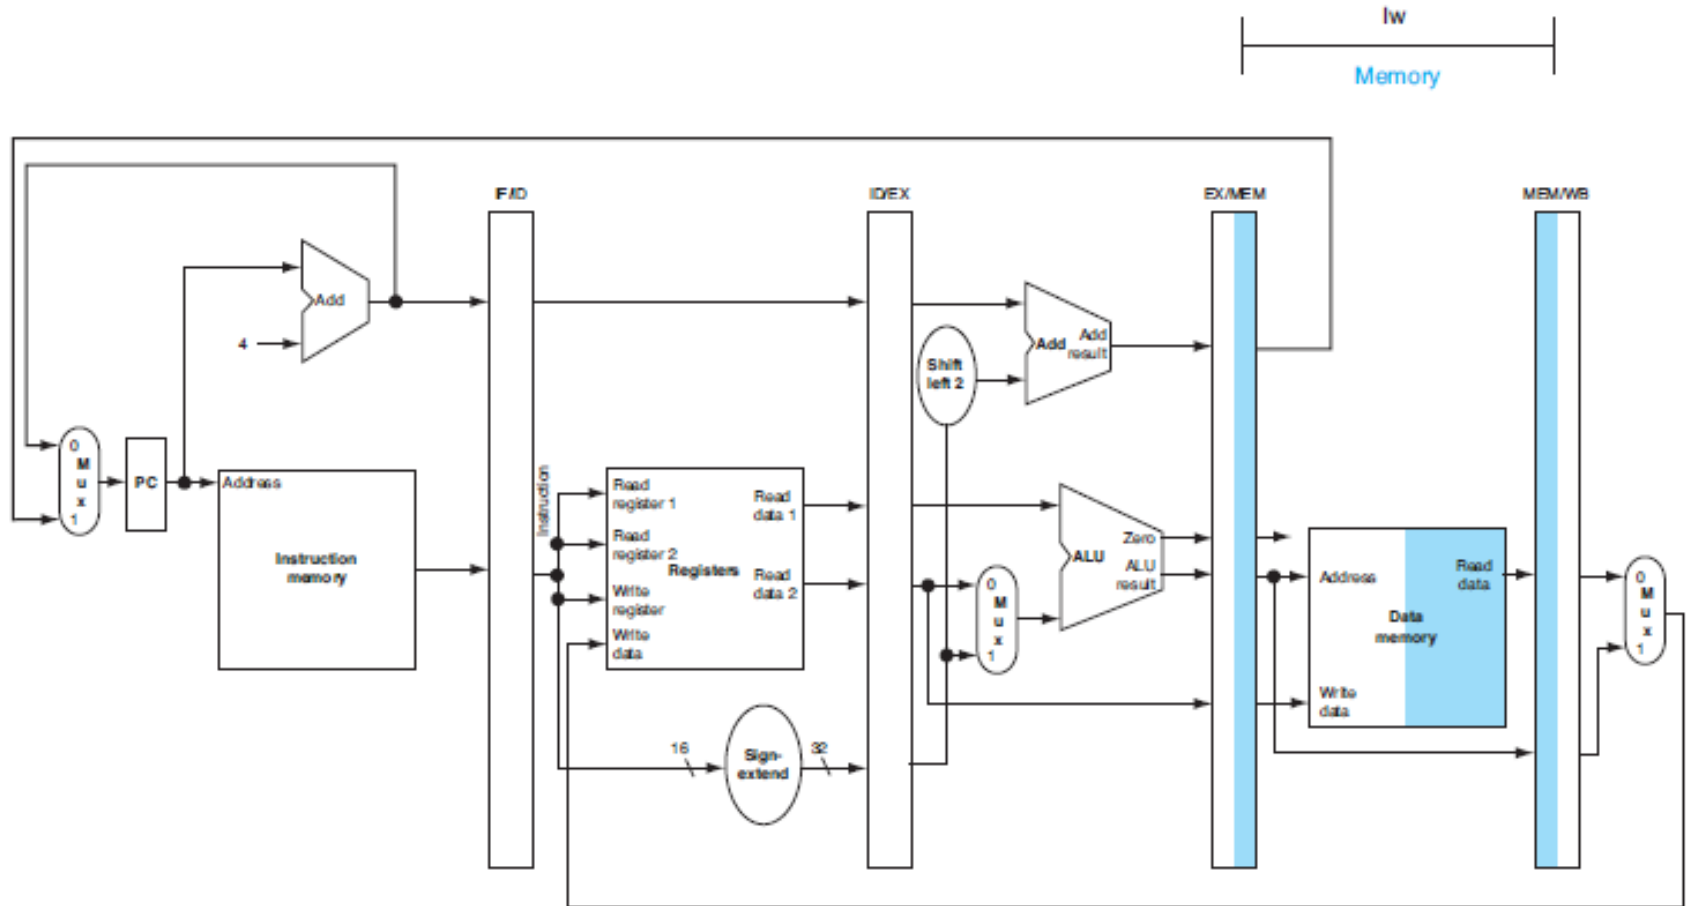 lw
Memory
IF/ID
ID/EX
EX/MEM
MEM/WB
Add
4
Shift
left 2
Add
Add
result
0
M
u
x
1
PC
Address
Instruction
memory
Instruction
Read
register 1
Read
register 2
Write
register
Write
data
Registers
Read
data 1
Read
data 2
16
Sign-
extend
32
0
M
u
x
1
ALU
Zero
ALU
result
Address
Data
memory
Write
data
Read
data
0
M
u
x
1